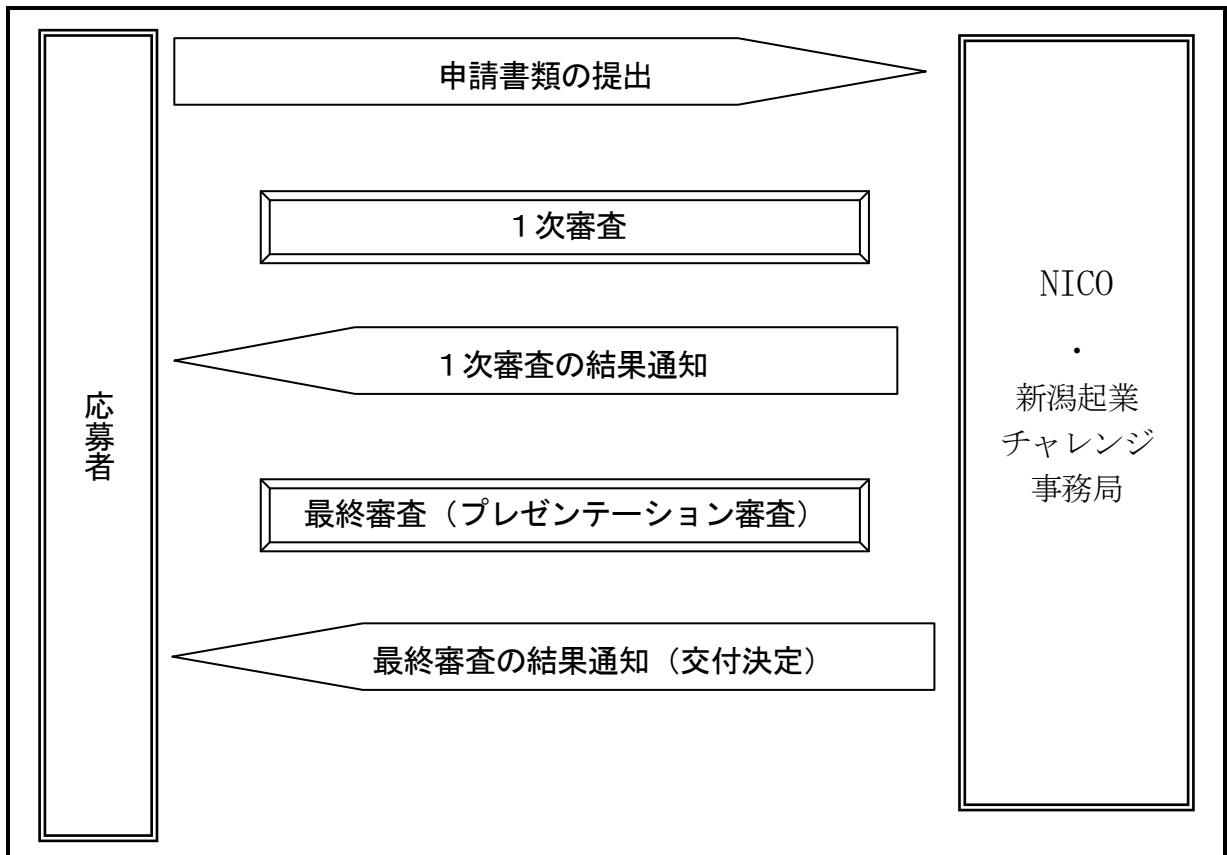 申請書類の提出
１次審査
１次審査の結果通知
最終審査（プレゼンテーション審査）
最終審査の結果通知（交付決定）
応募者
NICO
・
新潟起業
チャレンジ
事務局